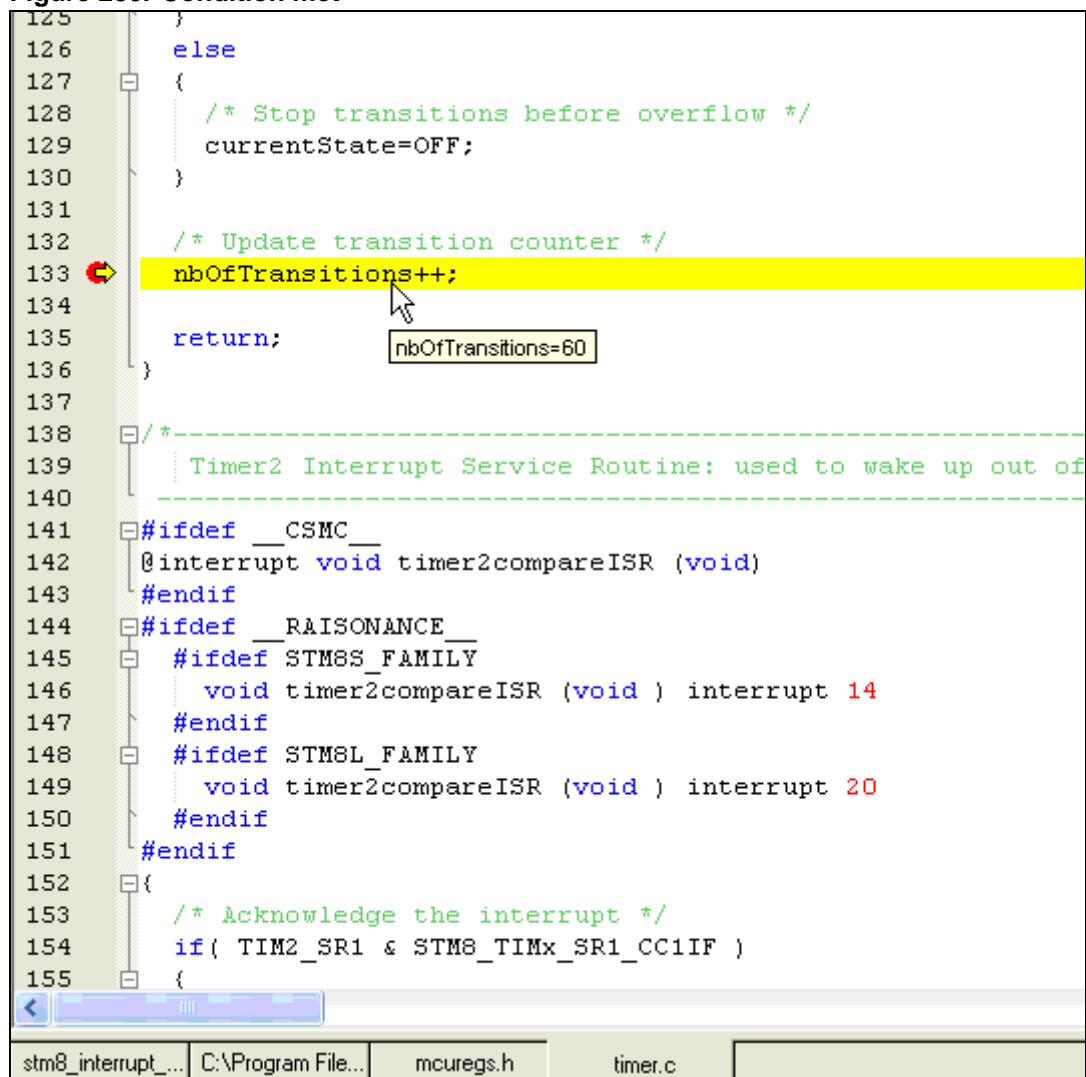 125 }
126 else
127 {
128 /* Stop transitions before overflow */
129 currentState=OFF;
130 }
131
132 /* Update transition counter */
133 nbOfTransitions++;
134
135 return;
nbOfTransitions=60
136 }
137
138 /*----------------------------------------------------------
139 Timer2 Interrupt Service Routine: used to wake up out of
140 ----------------------------------------------------------
141 #ifdef __CSMC__
142 @interrupt void timer2compareISR (void)
143 #endif
144 #ifdef __RAISONANCE__
145 #ifdef STM8S_FAMILY
146 void timer2compareISR (void ) interrupt 14
147 #endif
148 #ifdef STM8L_FAMILY
149 void timer2compareISR (void ) interrupt 20
150 #endif
151 #endif
152 {
153 /* Acknowledge the interrupt */
154 if( TIM2_SR1 & STM8_TIMx_SR1_CC1IF )
155 {
stm8_interrupt_... C:\Program File... mcuregs.h timer.c